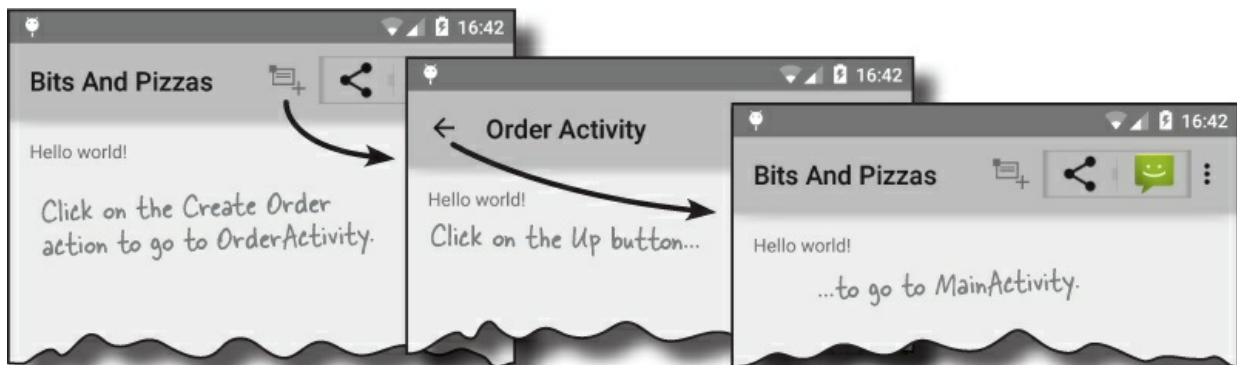 16:42
Bits And Pizzas
Hello world!
Click on the Create Order
action to go to OrderActivity.
16:42
Order Activity
Hello world!
Click on the Up button...
16:42
Bits And Pizzas
Hello world!
...to go to MainActivity.